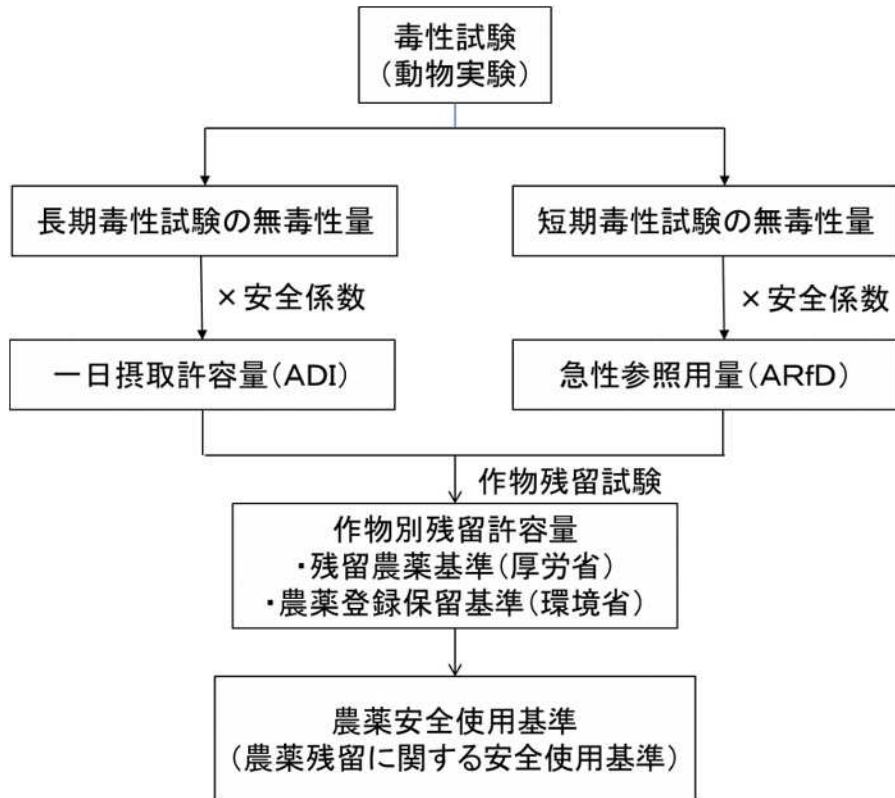 毒性試験
(動物実験)
長期毒性試験の無毒性量
短期毒性試験の無毒性量
×安全係数
×安全係数
一日摂取許容量(ADI)
急性参照用量(ARfD)
作物残留試験
作物別残留許容量
・残留農薬基準(厚労省)
・農薬登録保留基準(環境省)
農薬安全使用基準
(農薬残留に関する安全使用基準)